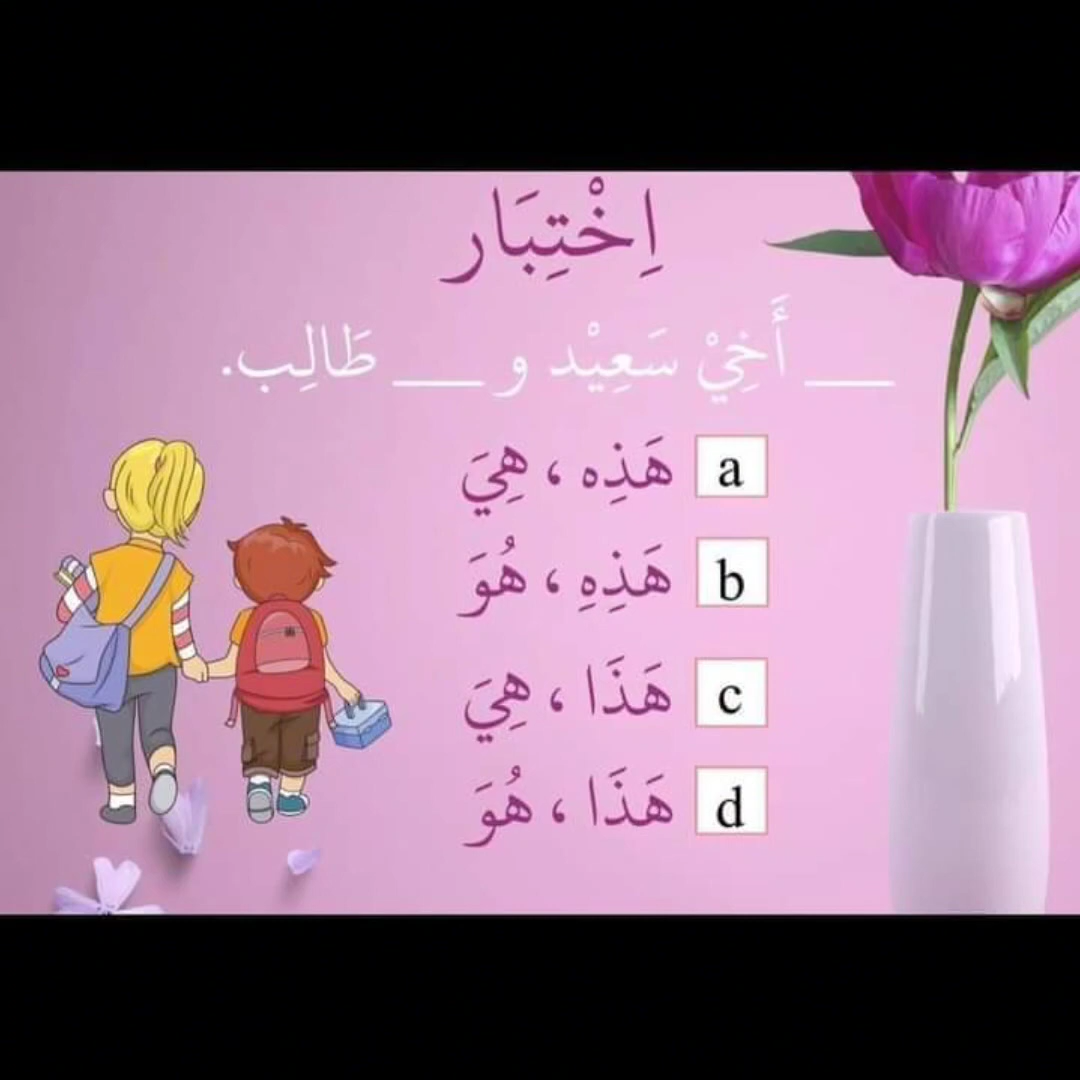 اِخْتِبَار
___ أَخِيْ سَعِيْد و ___ طَالِب.
a هَذِه ، هِيَ
b هَذِهِ ، هُوَ
c هَذَا ، هِيَ
d هَذَا ، هُوَ